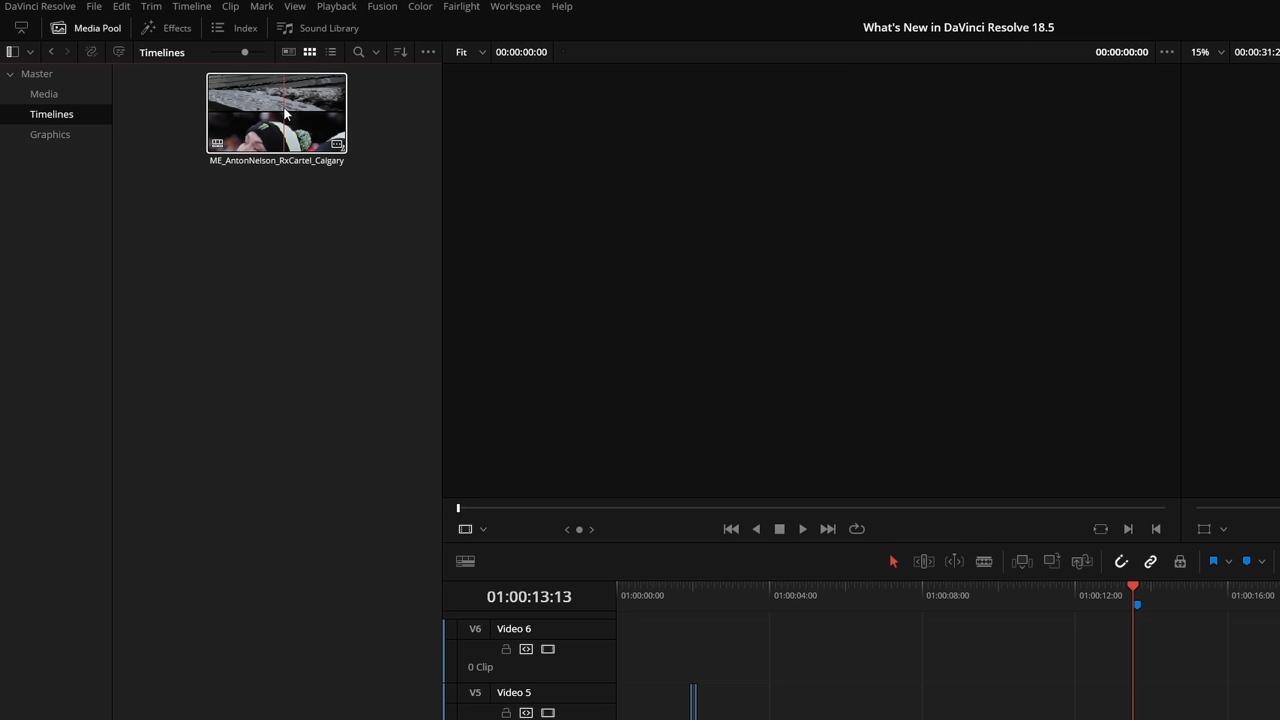 DaVinci Resolve File Edit Trim Timeline Clip Mark View Playback Fusion Color Fairlight Workspace Help
Media Pool Effects Index Sound Library What's New in DaVinci Resolve 18.5
Timelines Fit 00:00:00:00 00:00:00:00 15% 00:00:31:2
Master
Media
Timelines
Graphics
ME_AntonNelson_RxCartel_Calgary
01:00:13:13 01:00:00:00 01:00:04:00 01:00:08:00 01:00:12:00 01:00:16:00
V6 Video 6
0 Clip
V5 Video 5